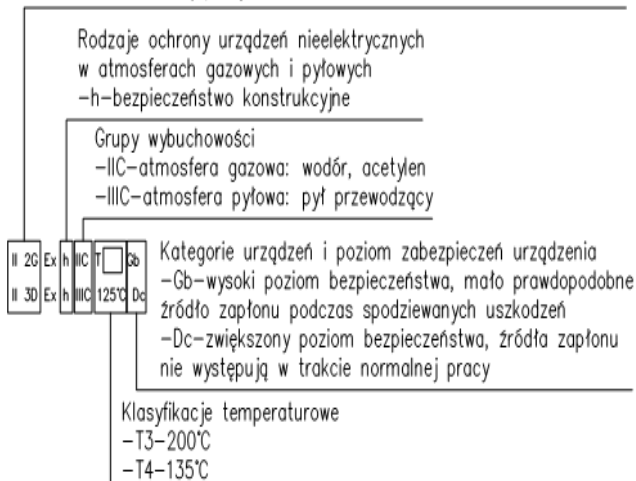 Rodzaje ochrony urządzeń nieelektrycznych
w atmosferach gazowych i pyłowych
-h-bezpieczeństwo konstrukcyjne
Grupy wybuchowości
-IIC-atmosfera gazowa: wodór, acetylen
-IIIC-atmosfera pyłowa: pył przewodzący
II 2G Ex h IIC T Gb
II 3D Ex h IIIC 125°C Dc
Kategorie urządzeń i poziom zabezpieczeń urządzenia
-Gb-wysoki poziom bezpieczeństwa, mało prawdopodobne
źródło zapłonu podczas spodziewanych uszkodzeń
-Dc-zwiększony poziom bezpieczeństwa, źródła zapłonu
nie występują w trakcie normalnej pracy
Klasyfikacje temperaturowe
-T3-200°C
-T4-135°C